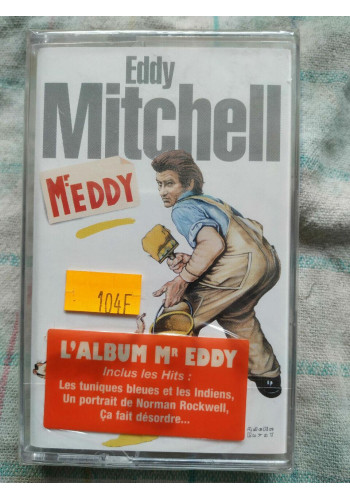 Eddy
Mitchell
Mr EDDY
104F
L'ALBUM Mr EDDY
Inclus les Hits :
Les tuniques bleues et les Indiens,
Un portrait de Norman Rockwell,
Ça fait désordre...